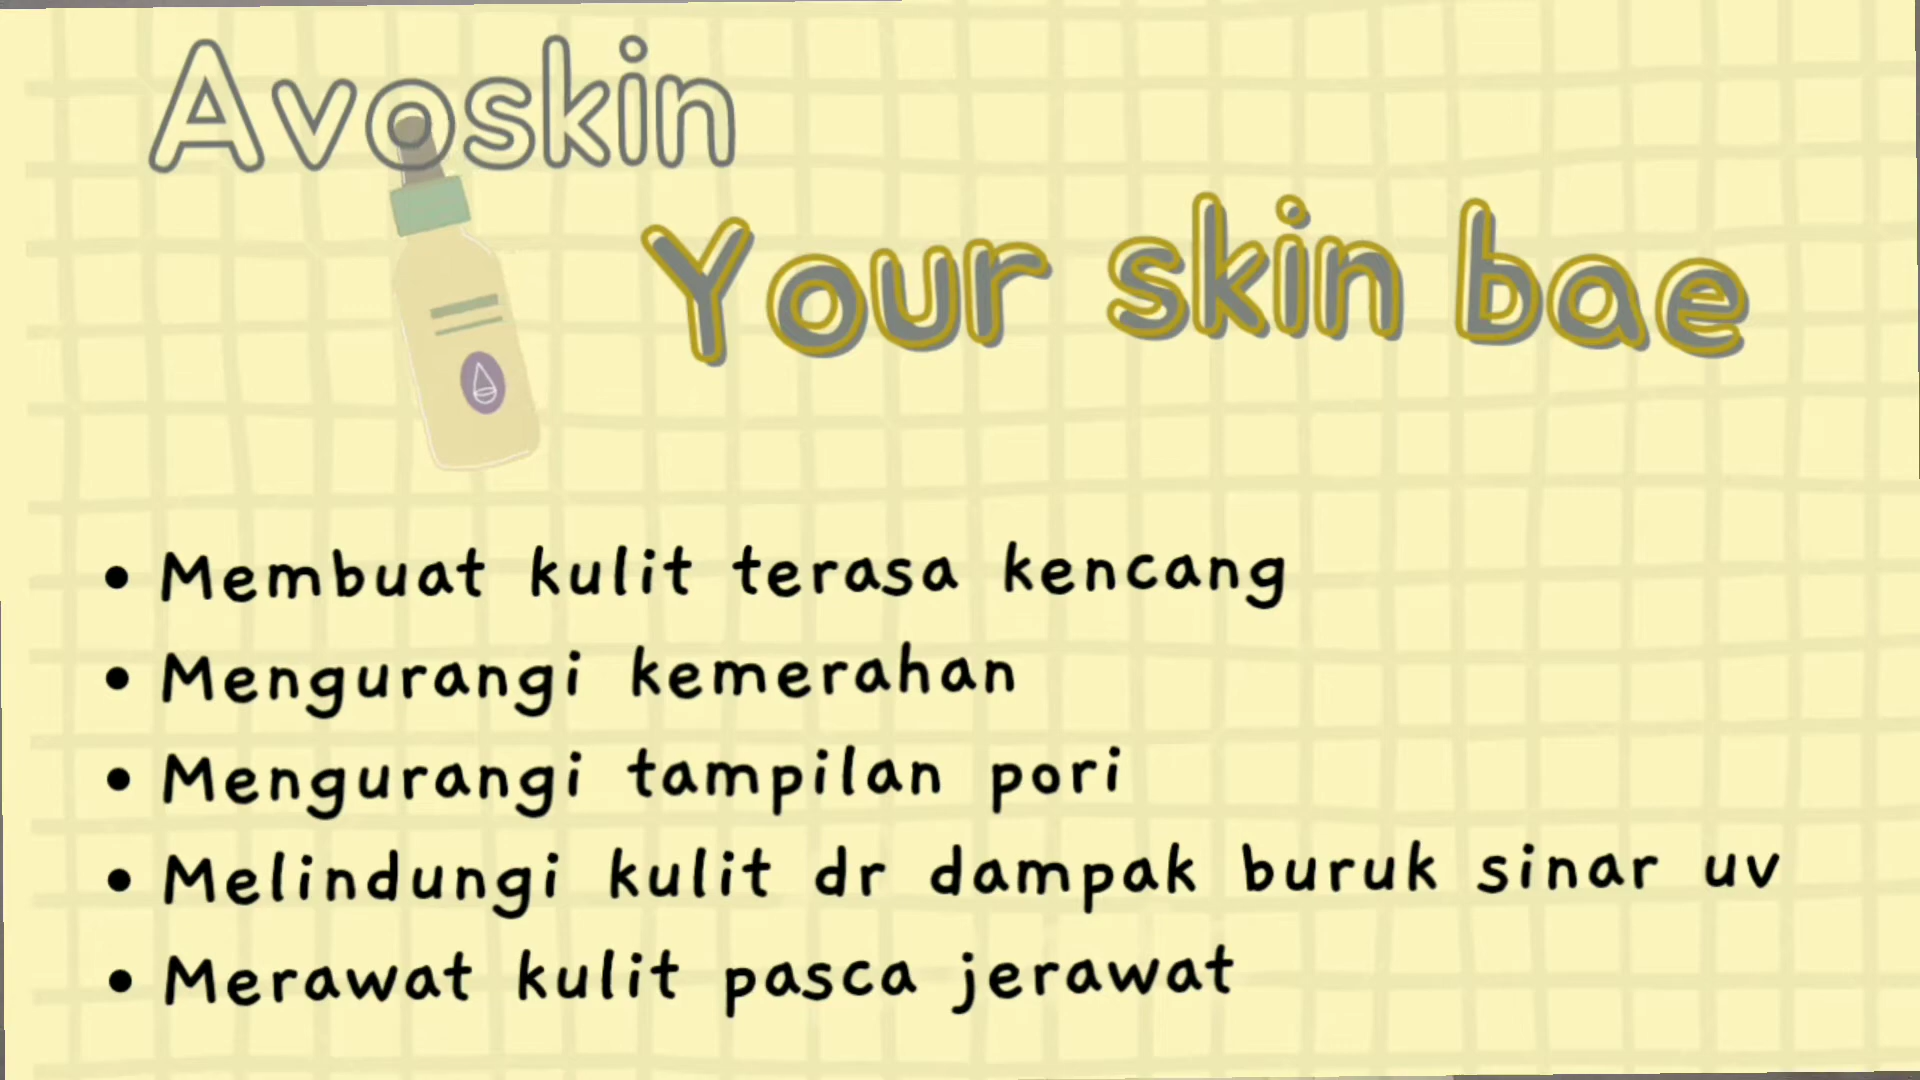 Avoskin
Your skin bae
• Membuat kulit terasa kencang
• Mengurangi kemerahan
• Mengurangi tampilan pori
• Melindungi kulit dr dampak buruk sinar uv
• Merawat kulit pasca jerawat